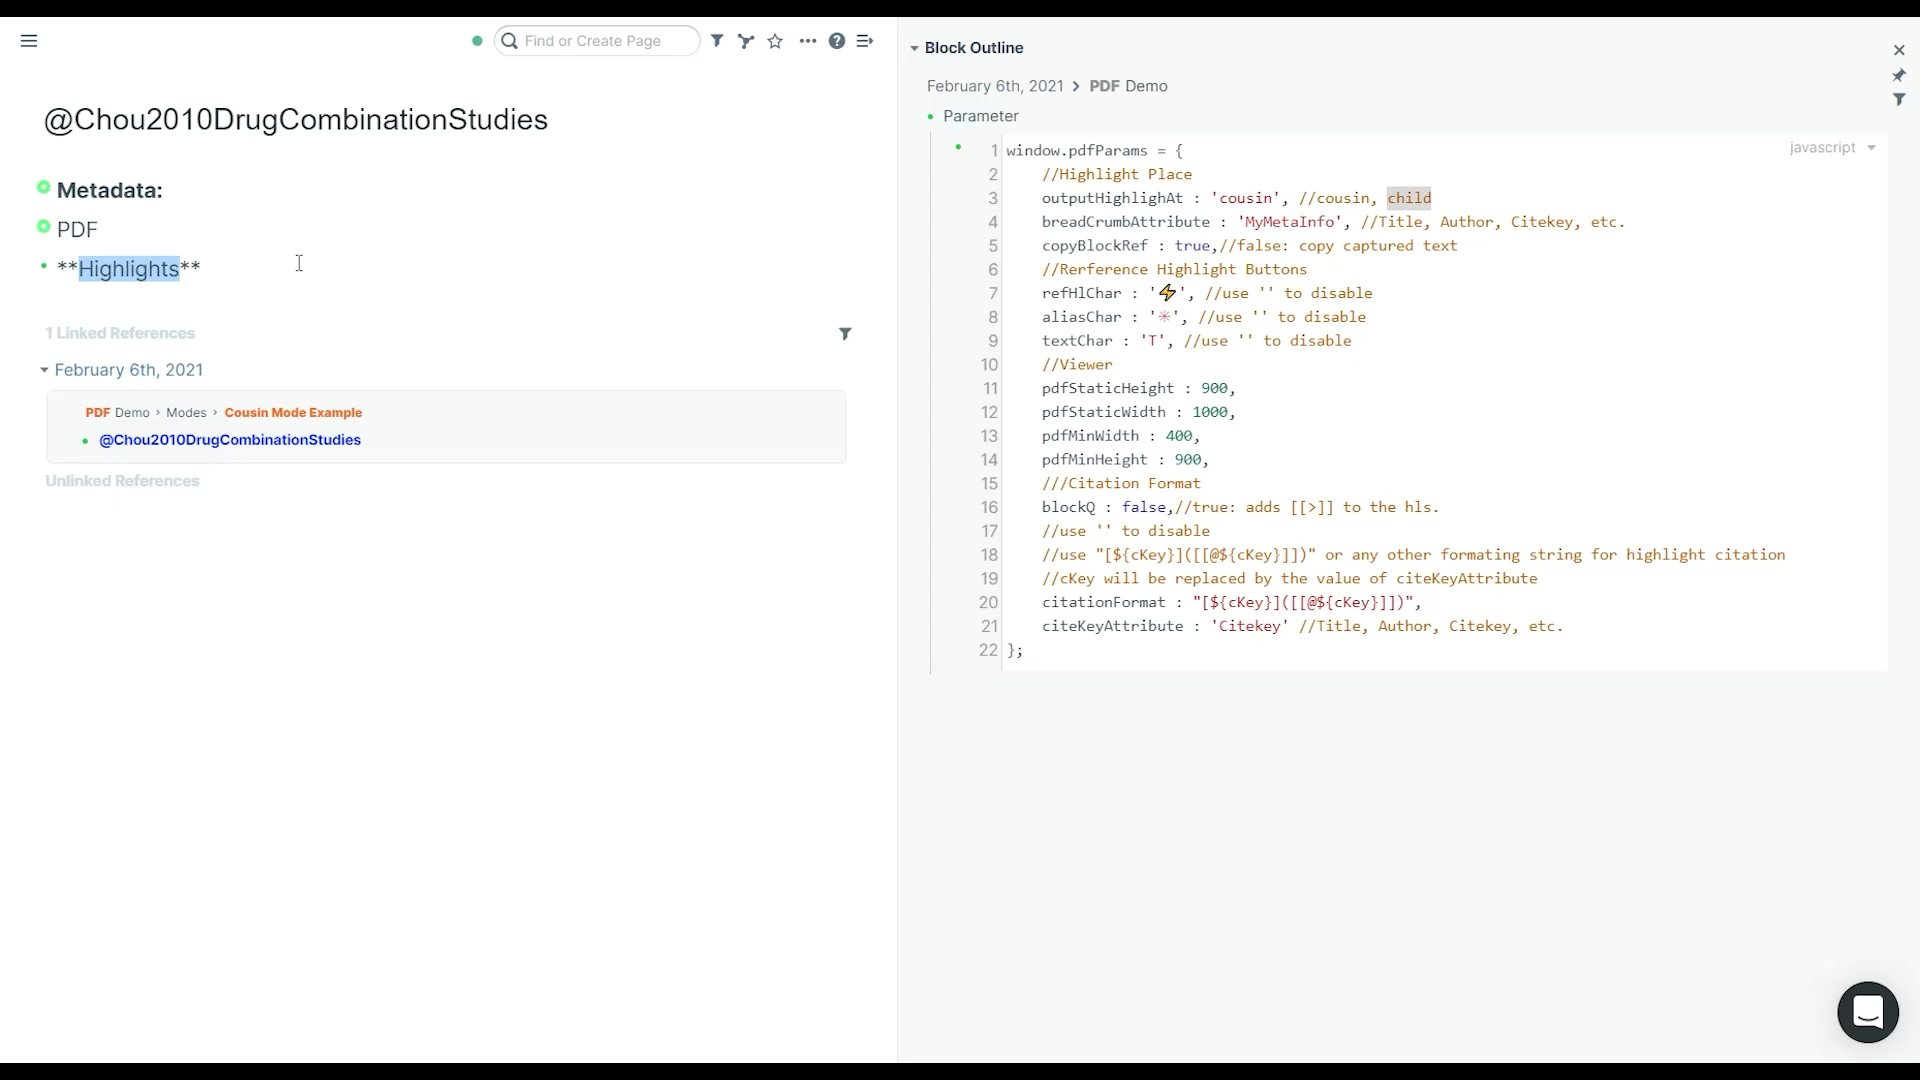 Find or Create Page
@Chou2010DrugCombinationStudies
Metadata:
PDF
**Highlights**
1 Linked References
February 6th, 2021
PDF Demo › Modes › Cousin Mode Example
@Chou2010DrugCombinationStudies
Unlinked References
Block Outline
February 6th, 2021 > PDF Demo
Parameter
javascript
1 window.pdfParams = {
2 //Highlight Place
3 outputHighlighAt : 'cousin', //cousin, child
4 breadCrumbAttribute : 'MyMetaInfo', //Title, Author, Citekey, etc.
5 copyBlockRef : true,//false: copy captured text
6 //Rerference Highlight Buttons
7 refHlChar : '⚡', //use '' to disable
8 aliasChar : '✳', //use '' to disable
9 textChar : 'T', //use '' to disable
10 //Viewer
11 pdfStaticHeight : 900,
12 pdfStaticWidth : 1000,
13 pdfMinWidth : 400,
14 pdfMinHeight : 900,
15 ///Citation Format
16 blockQ : false,//true: adds [[>]] to the hls.
17 //use '' to disable
18 //use "[${cKey}]([[@${cKey}]])" or any other formating string for highlight citation
19 //cKey will be replaced by the value of citeKeyAttribute
20 citationFormat : "[${cKey}]([[@${cKey}]])",
21 citeKeyAttribute : 'Citekey' //Title, Author, Citekey, etc.
22 };